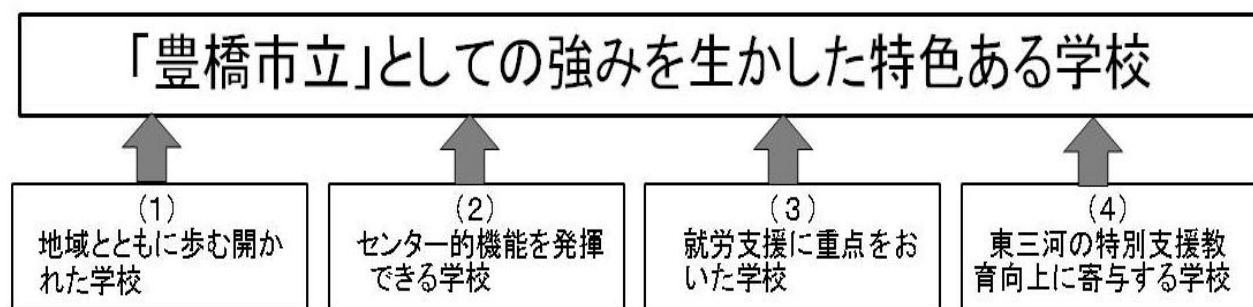 「豊橋市立」としての強みを生かした特色ある学校
(1)
地域とともに歩む開か
れた学校
(2)
センター的機能を発揮
できる学校
(3)
就労支援に重点をお
いた学校
(4)
東三河の特別支援教
育向上に寄与する学校